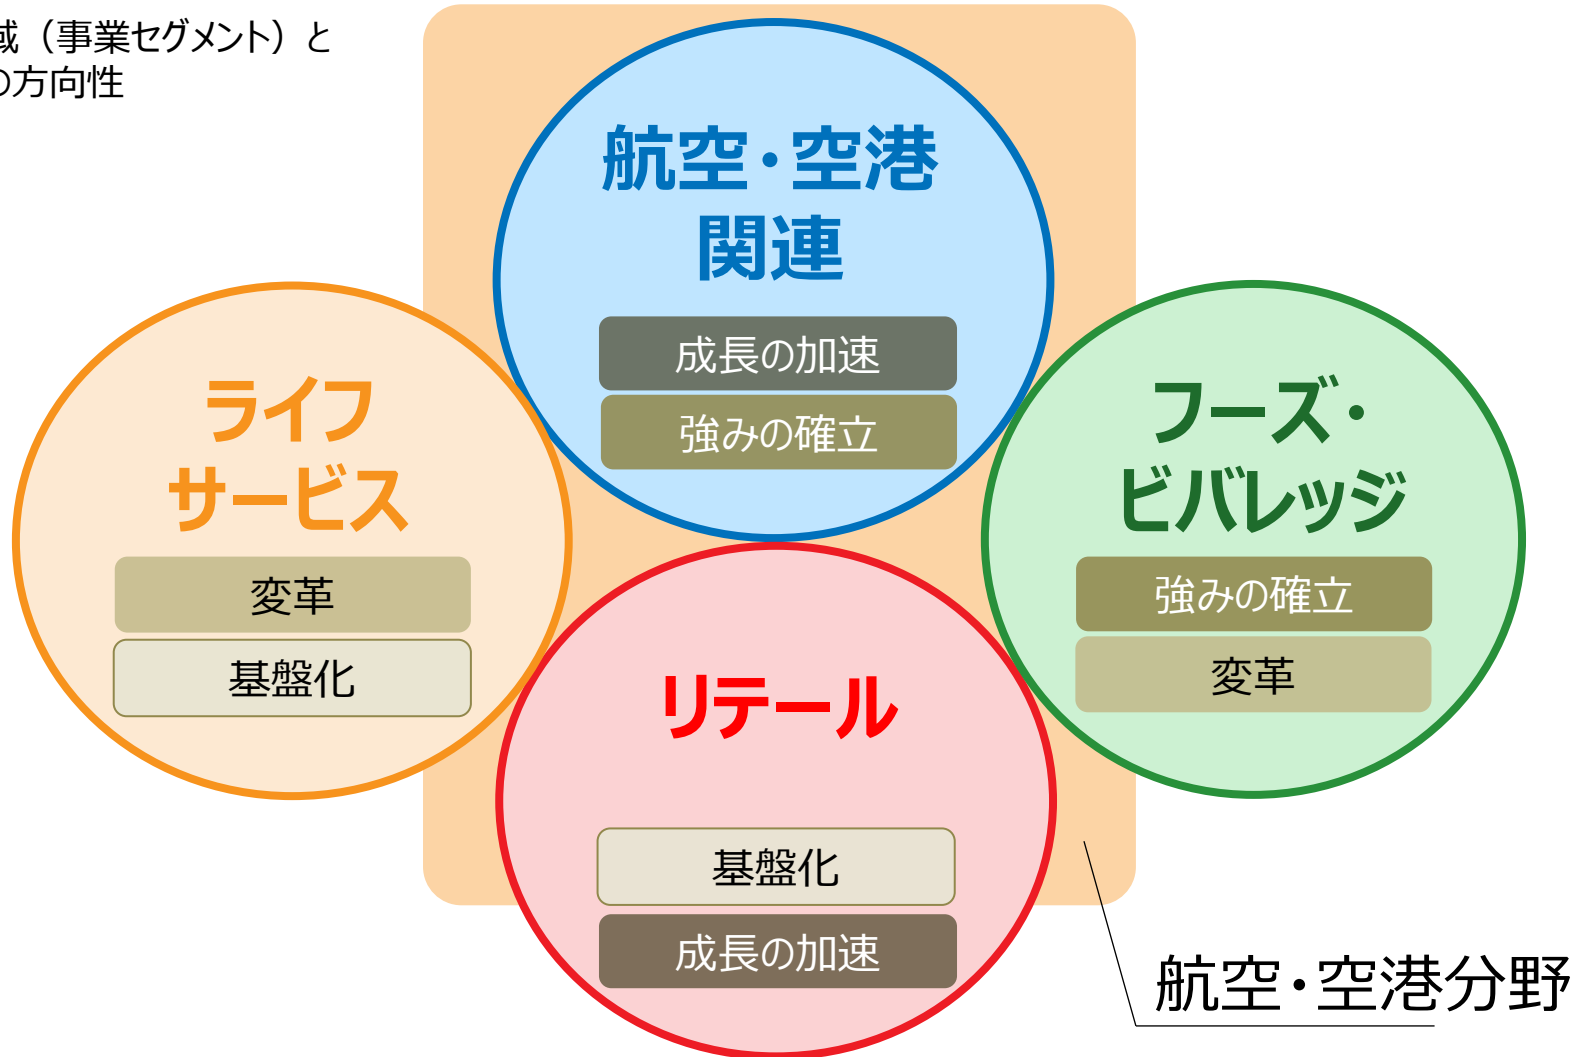 域（事業セグメント）と
の方向性
航空・空港
関連
成長の加速
強みの確立
ライフ
サービス
変革
基盤化
フーズ・
ビバレッジ
強みの確立
変革
リテール
基盤化
成長の加速
航空・空港分野